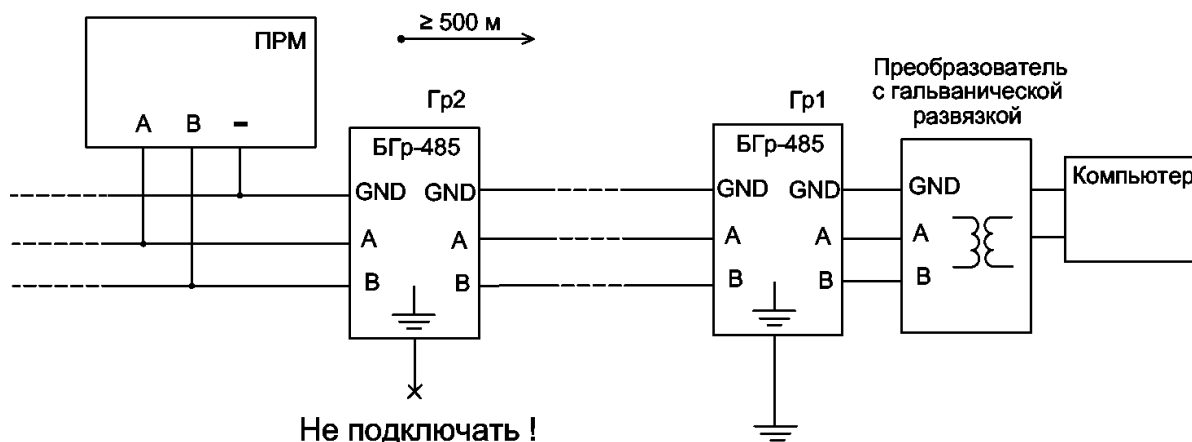 ПРМ
A B -
≥ 500 м
Гр2
БГр-485
GND GND
A A
B B
Не подключать !
Гр1
БГр-485
GND GND
A A
B B
Преобразователь
с гальванической
развязкой
GND
A
B
Компьютер